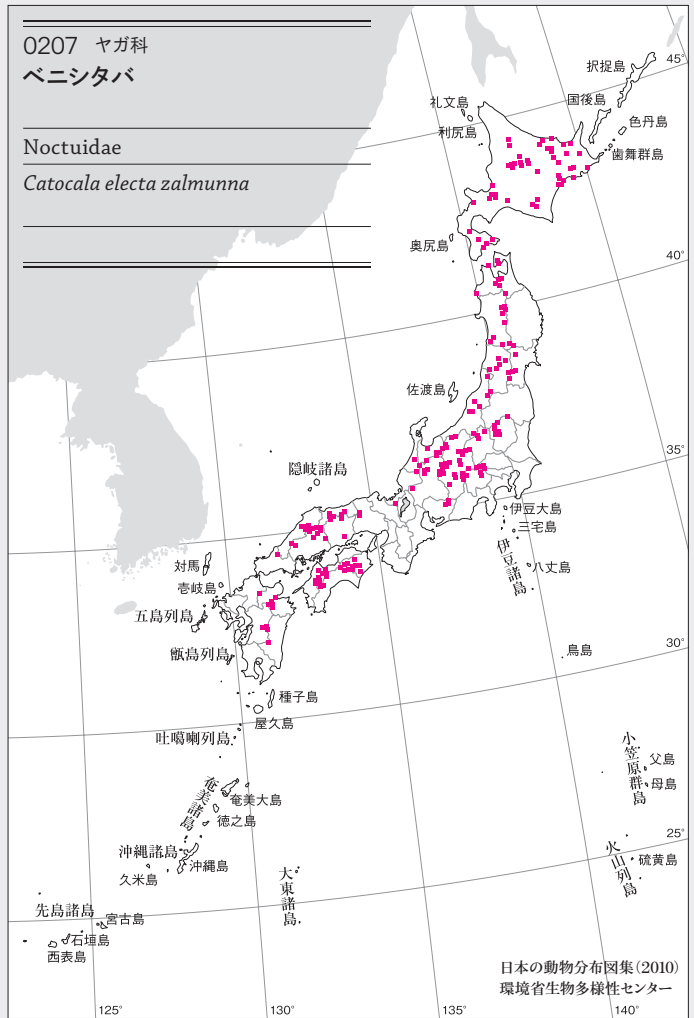 0207 ヤガ科
ベニシタバ
Noctuidae
Catocala electa zalmunna
択捉島
45°
礼文島
国後島
利尻島
色丹島
歯舞群島
奥尻島
40°
佐渡島
35°
隠岐諸島
伊豆大島
三宅島
伊豆諸島
八丈島
対馬
壱岐島
五島列島
甑島列島
鳥島
30°
種子島
屋久島
吐噶喇列島
小笠原群島
父島
母島
奄美諸島
奄美大島
徳之島
沖縄諸島
沖縄島
久米島
火山列島
硫黄島
25°
大東諸島
先島諸島
宮古島
石垣島
西表島
日本の動物分布図集(2010)
環境省生物多様性センター
125°
130°
135°
140°